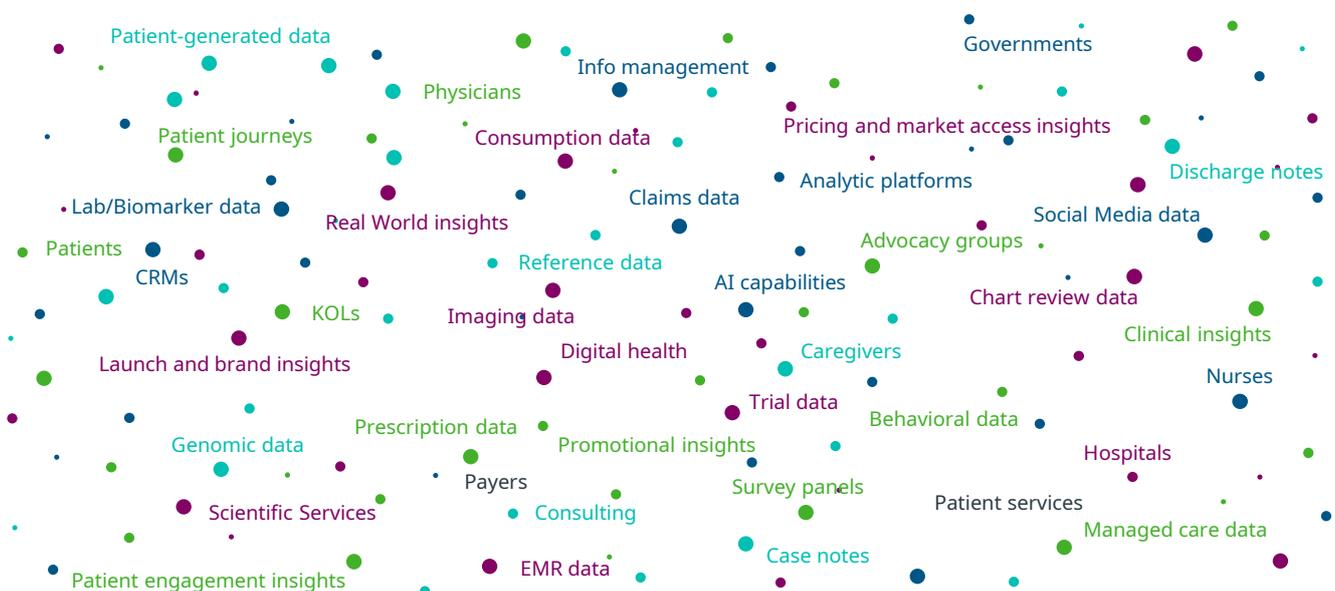 Patient-generated data
Governments
Info management
Physicians
Pricing and market access insights
Patient journeys
Consumption data
Discharge notes
Analytic platforms
Claims data
Lab/Biomarker data
Social Media data
Real World insights
Advocacy groups
Patients
Reference data
CRMs
AI capabilities
Chart review data
KOLs
Imaging data
Clinical insights
Digital health
Caregivers
Launch and brand insights
Nurses
Trial data
Behavioral data
Prescription data
Genomic data
Promotional insights
Hospitals
Payers
Survey panels
Patient services
Scientific Services
Consulting
Managed care data
Case notes
EMR data
Patient engagement insights